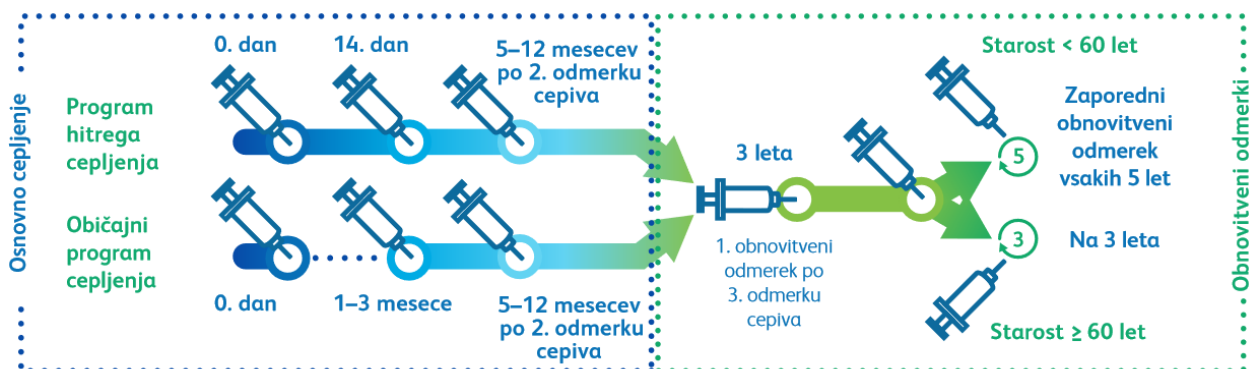 Osnovno cepljenje
Program
hitrega
cepljenja
0. dan
14. dan
5–12 mesecev
po 2. odmerku
cepiva
Običajni
program
cepljenja
0. dan
1–3 mesece
5–12 mesecev
po 2. odmerku
cepiva
3 leta
1. obnovitveni
odmerek po
3. odmerku
cepiva
Starost < 60 let
5
Zaporedni
obnovitveni
odmerek
vsakih 5 let
3
Na 3 leta
Starost ≥ 60 let
Obnovitveni odmerki